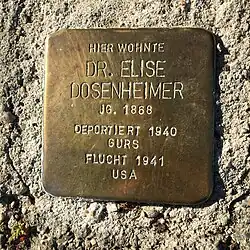 HIER WOHNTE
DR. ELISE
DOSENHEIMER
JG. 1868
DEPORTIERT 1940
GURS
FLUCHT 1941
USA